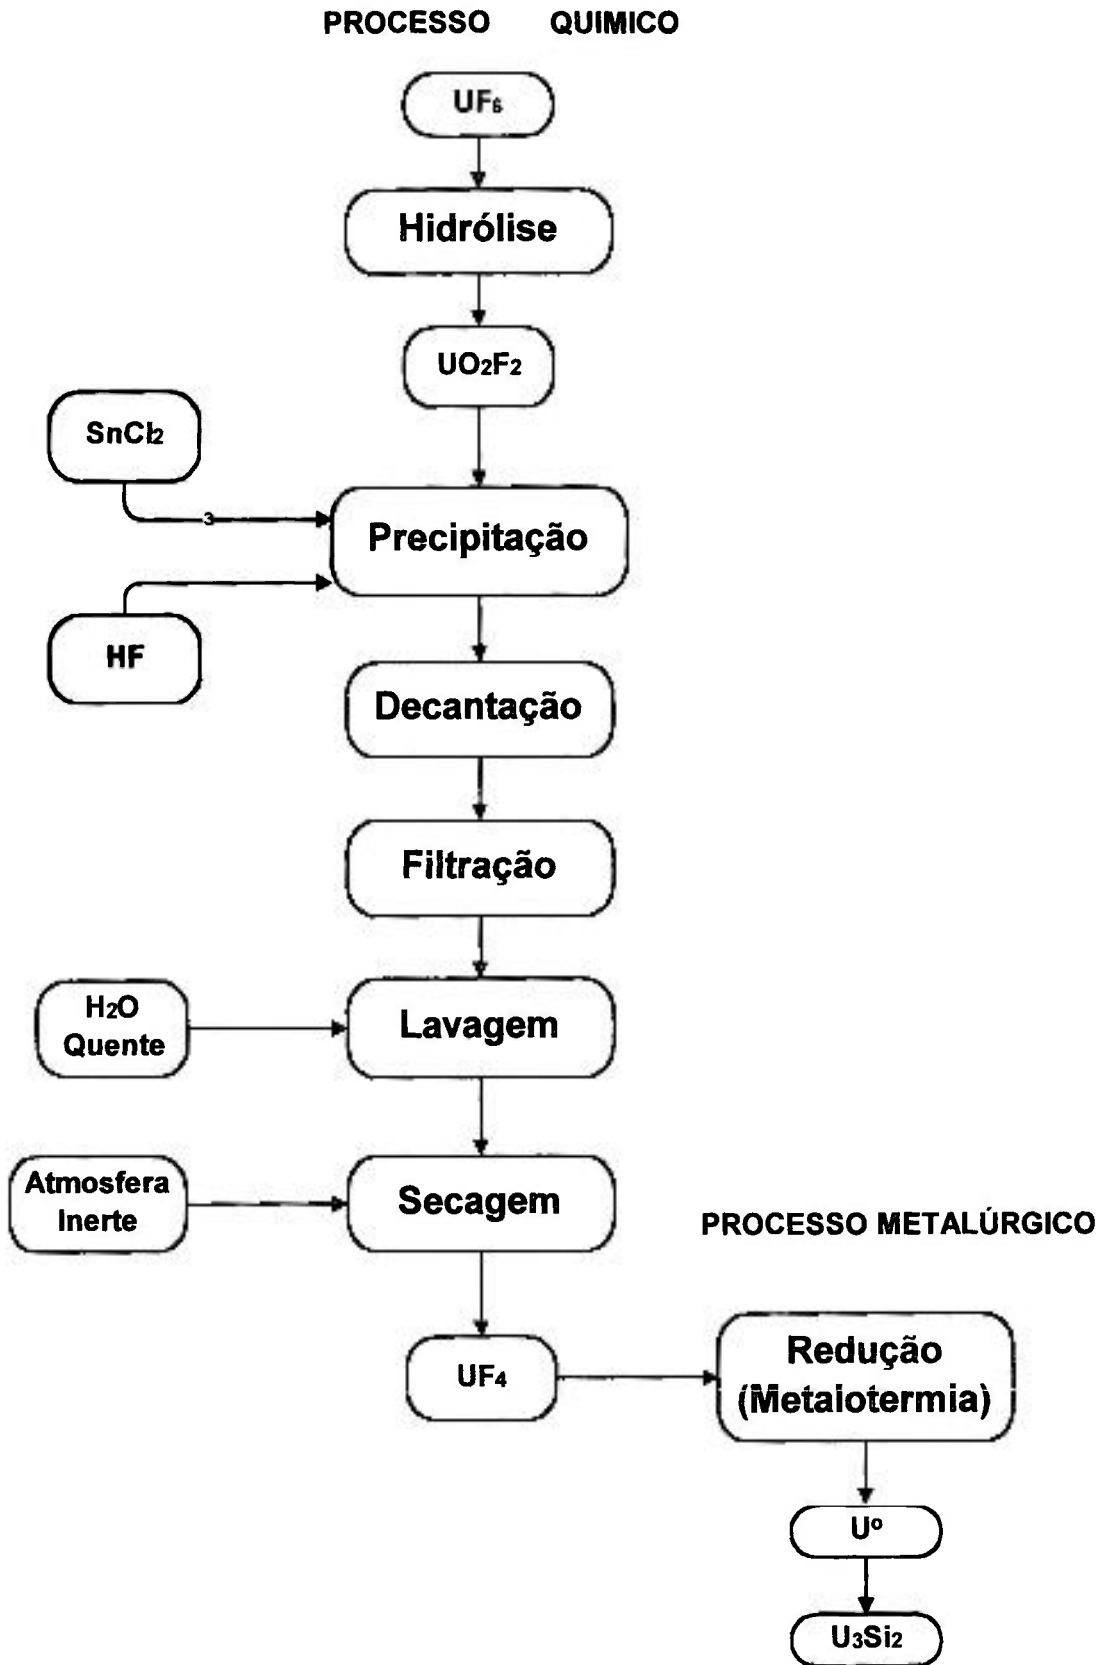 PROCESSO QUIMICO
UF₆
Hidrólise
UO₂F₂
SnCl₂
3
Precipitação
HF
Decantação
Filtração
H₂O
Quente
Lavagem
Atmosfera
Inerte
Secagem
PROCESSO METALÚRGICO
UF₄
Redução
(Metalotermia)
Uº
U₃Si₂